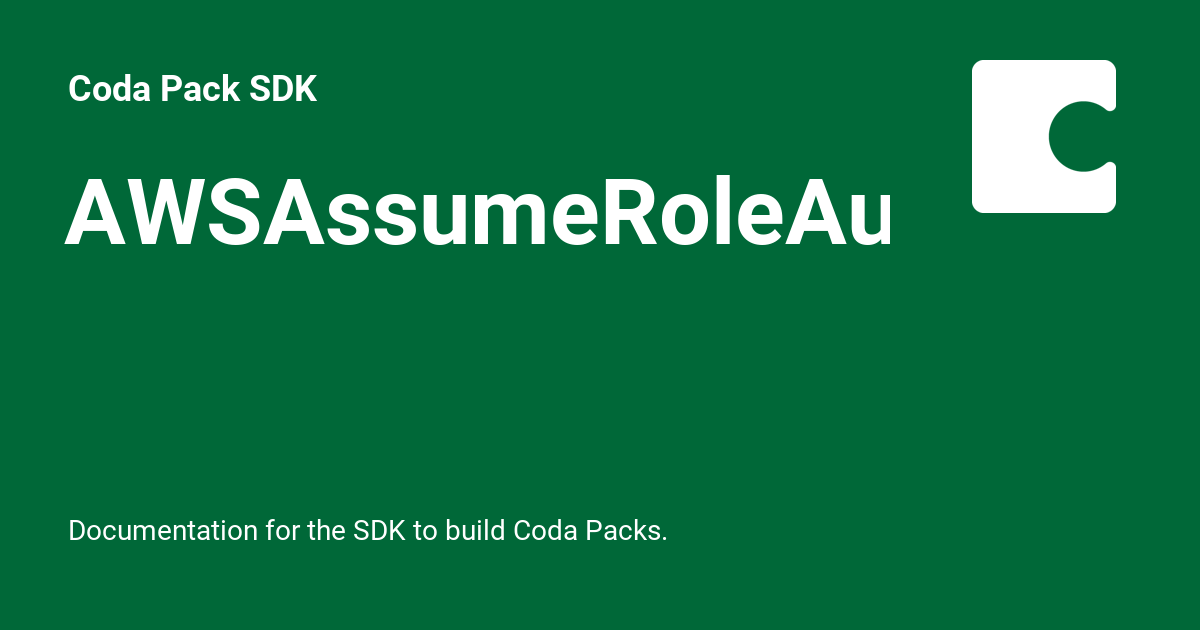 Coda Pack SDK
AWSAssumeRoleAu
Documentation for the SDK to build Coda Packs.